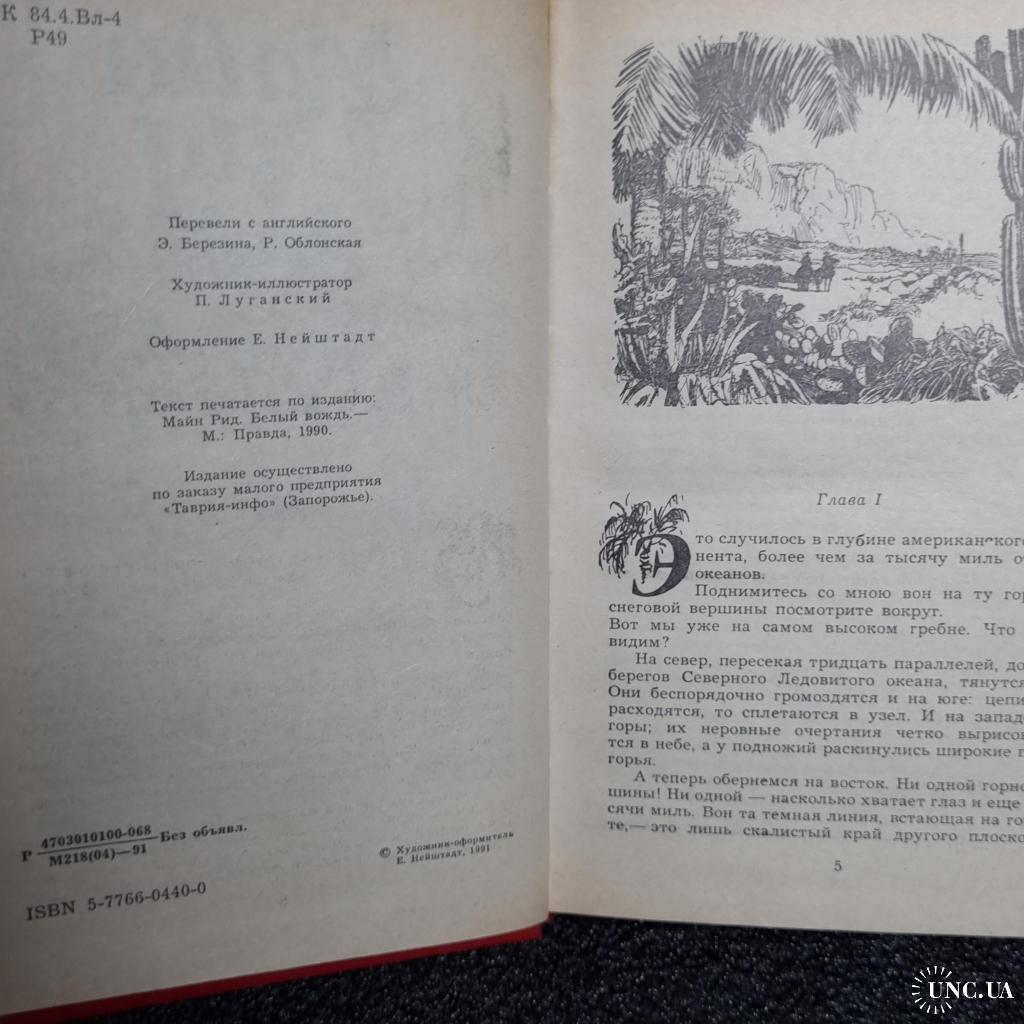 К 84.4.Вл-4
Р49
Перевели с английского
Э. Березина, Р. Облонская
Художник-иллюстратор
П. Луганский
Оформление Е. Нейштадт
Текст печатается по изданию:
Майн Рид. Белый вождь.—
М.: Правда, 1990.
Издание осуществлено
по заказу малого предприятия
«Таврия-инфо» (Запорожье).
Р 4703010100-068 Без объявл.
М218(04)—91
© Художник-оформитель
Е. Нейштадт, 1991
ISBN 5-7766-0440-0
Глава I
Это случилось в глубине американского
нента, более чем за тысячу миль о
океанов.
Поднимитесь со мною вон на ту гор
снеговой вершины посмотрите вокруг.
Вот мы уже на самом высоком гребне. Что
видим?
На север, пересекая тридцать параллелей, до
берегов Северного Ледовитого океана, тянутся
Они беспорядочно громоздятся и на юге: цепи
расходятся, то сплетаются в узел. И на запад
горы; их неровные очертания четко вырисов
тся в небе, а у подножий раскинулись широкие п
горья.
А теперь обернемся на восток. Ни одной горно
шины! Ни одной — насколько хватает глаз и еще
сячи миль. Вон та темная линия, встающая на го
те,— это лишь скалистый край другого плоско
5
UNC.UA